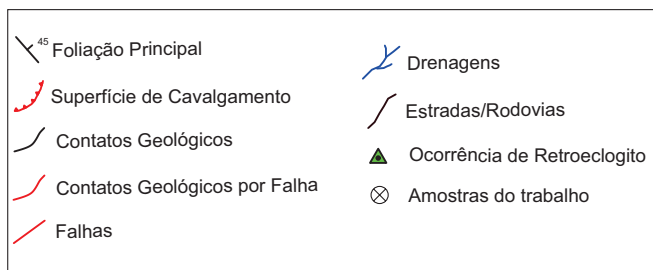 45 Foliação Principal
Superfície de Cavalgamento
Contatos Geológicos
Contatos Geológicos por Falha
Falhas
Drenagens
Estradas/Rodovias
Ocorrência de Retroeclogito
Amostras do trabalho